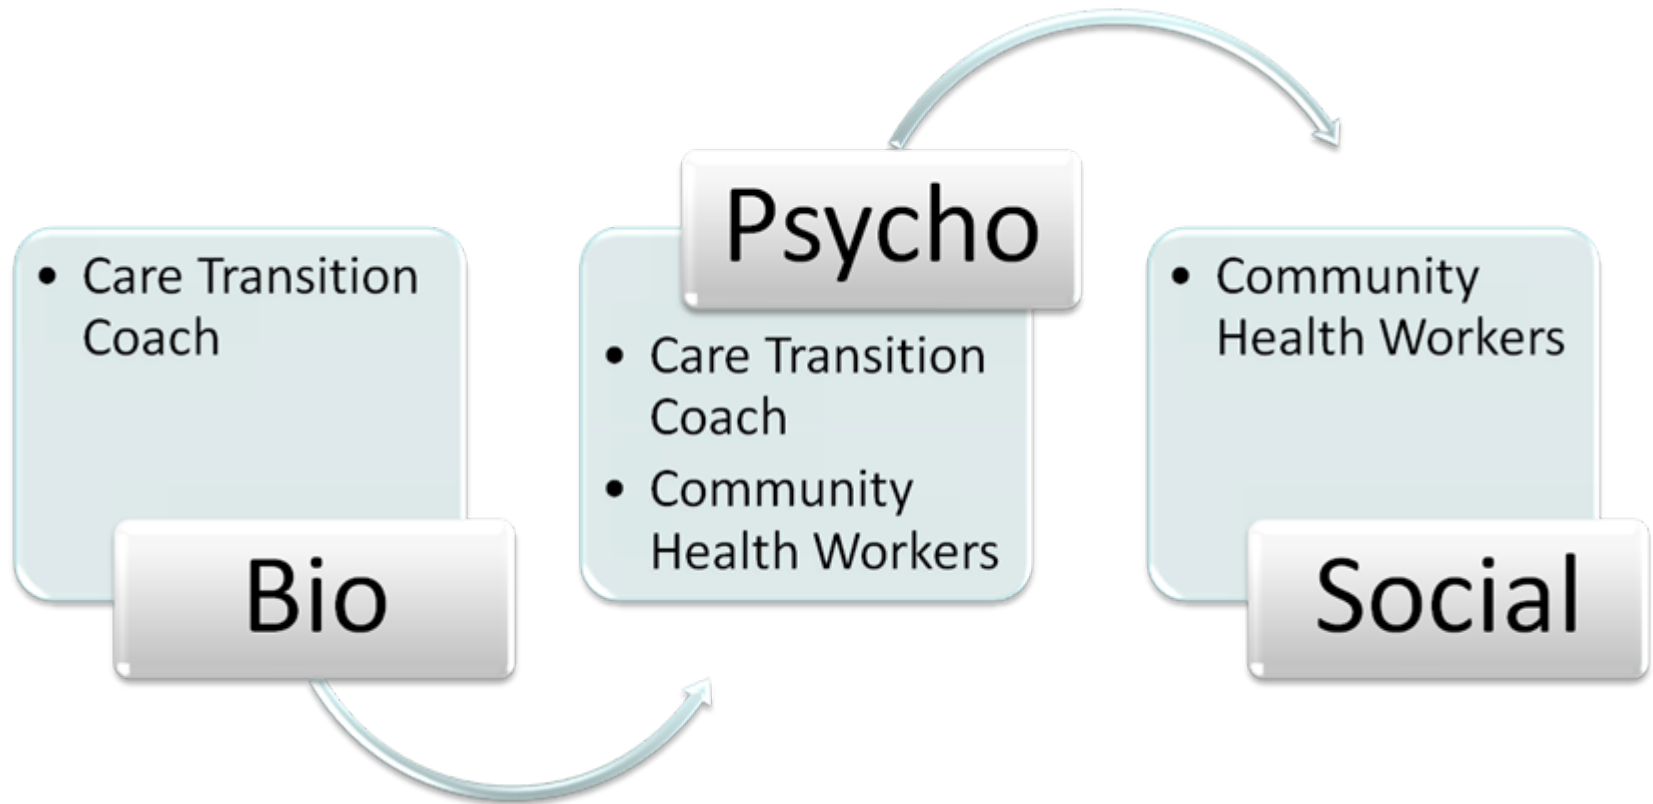 • Care Transition
Coach
Bio
Psycho
• Care Transition
Coach
• Community
Health Workers
• Community
Health Workers
Social